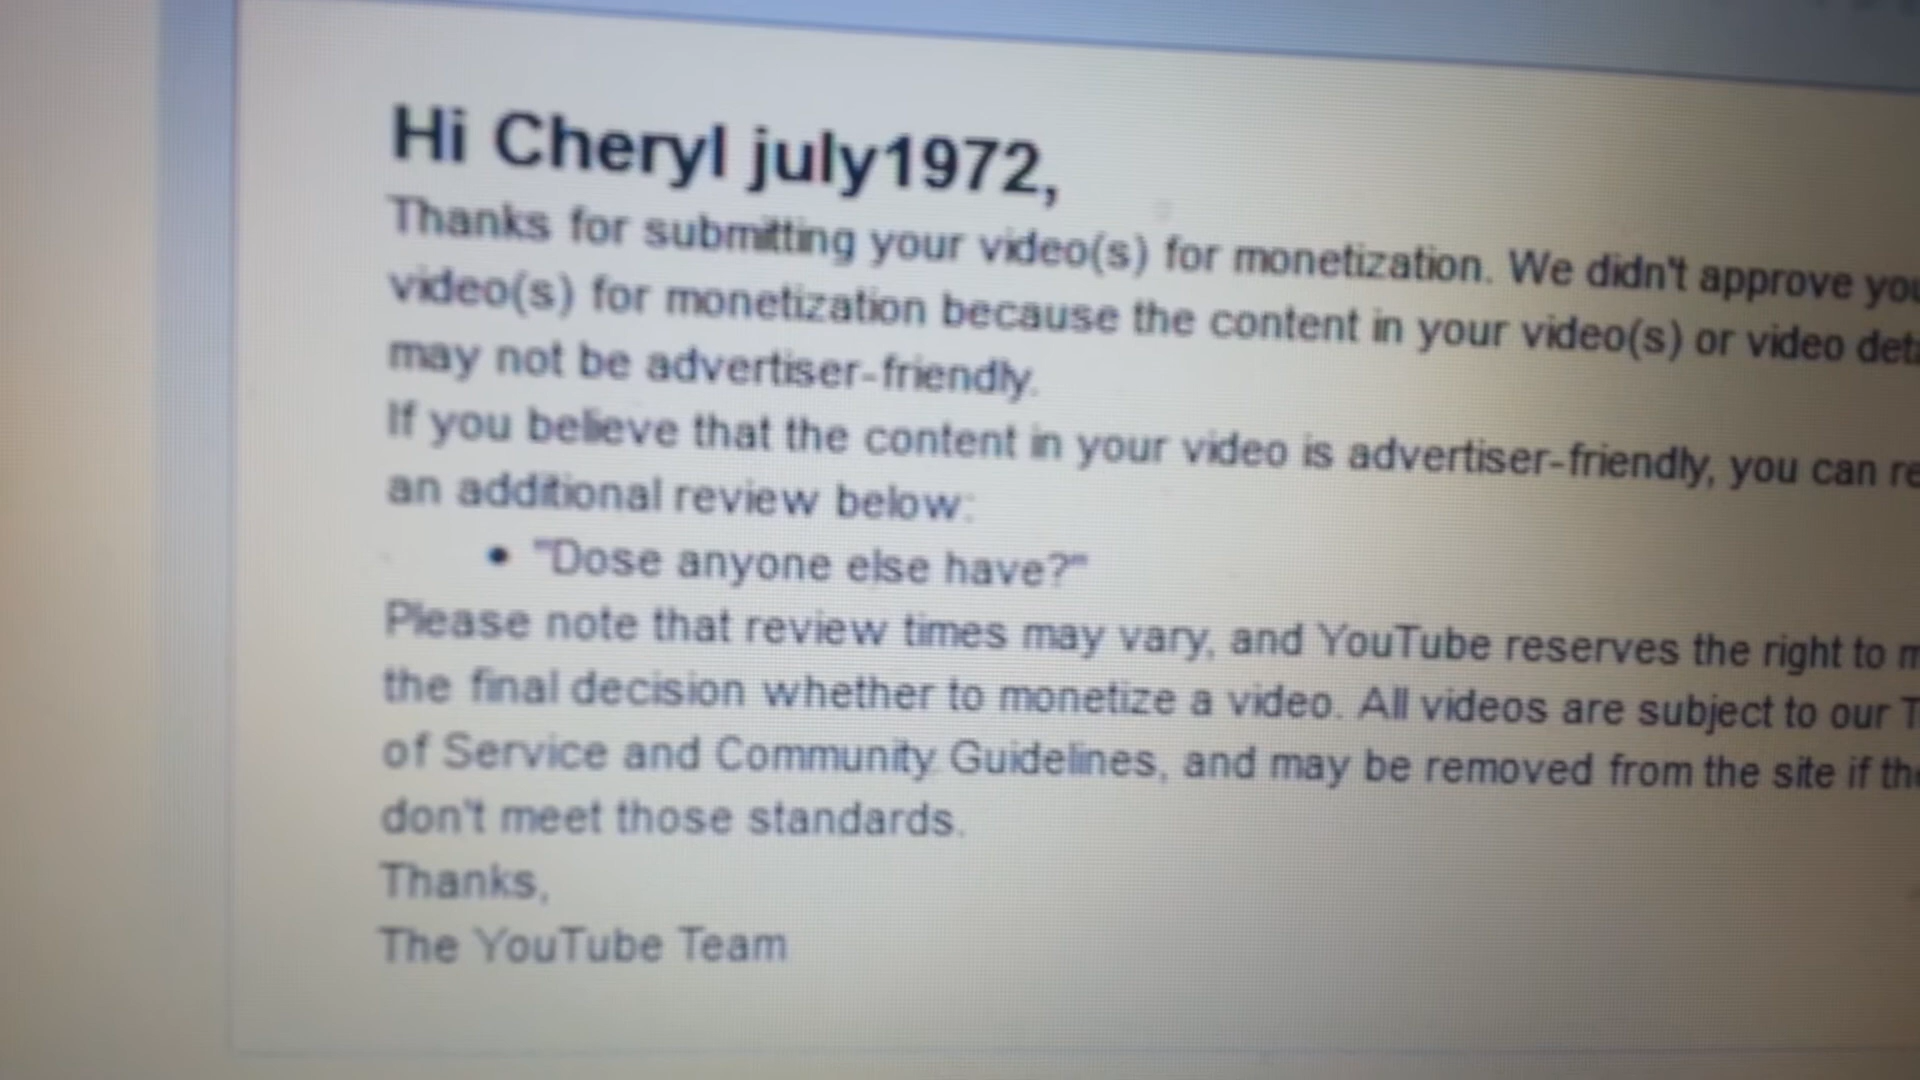 Hi Cheryl july1972,
Thanks for submitting your video(s) for monetization. We didn't approve
video(s) for monetization because the content in your video(s) or video
may not be advertiser-friendly.
If you believe that the content in your video is advertiser-friendly, you can
an additional review below:
• "Dose anyone else have?"
Please note that review times may vary, and YouTube reserves the right to
the final decision whether to monetize a video. All videos are subject to our
of Service and Community Guidelines, and may be removed from the site if
don't meet those standards.
Thanks,
The YouTube Team